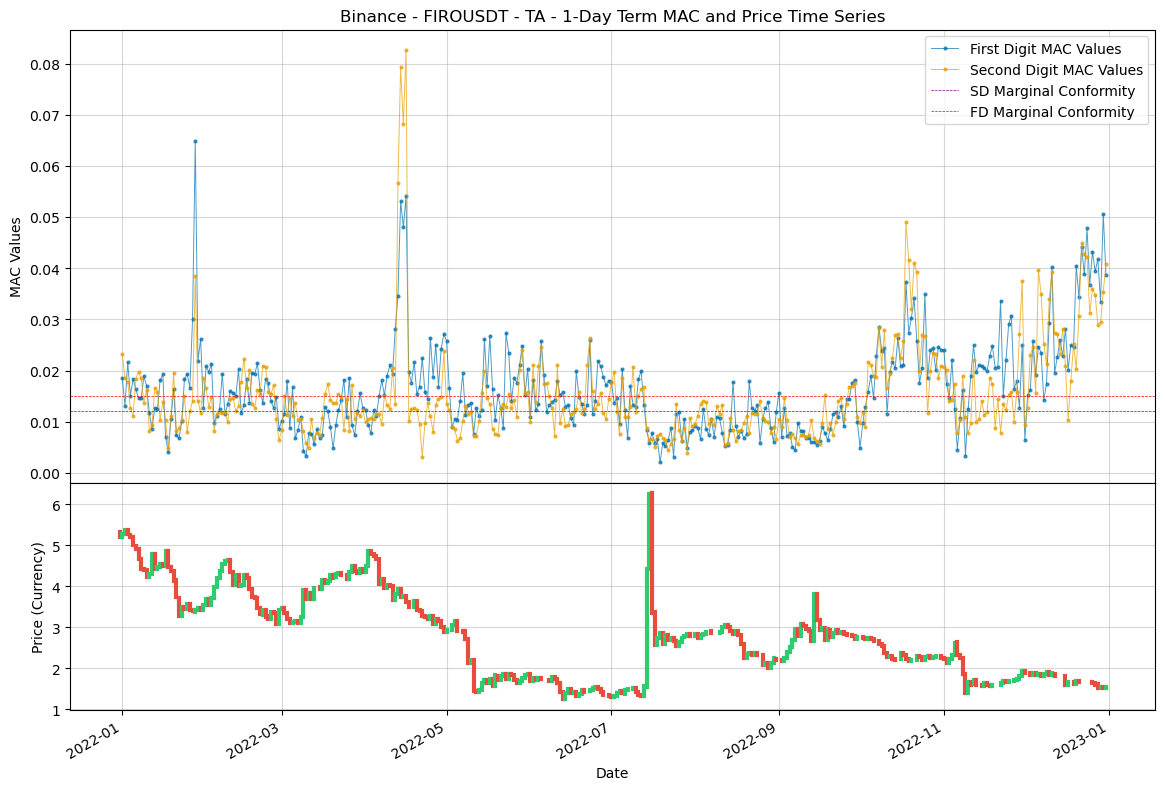 Binance - FIROUSDT - TA - 1-Day Term MAC and Price Time Series
First Digit MAC Values
Second Digit MAC Values
SD Marginal Conformity
FD Marginal Conformity
MAC Values
0.08
0.07
0.06
0.05
0.04
0.03
0.02
0.01
0.00
Price (Currency)
6
5
4
3
2
1
2022-01
2022-03
2022-05
2022-07
2022-09
2022-11
2023-01
Date